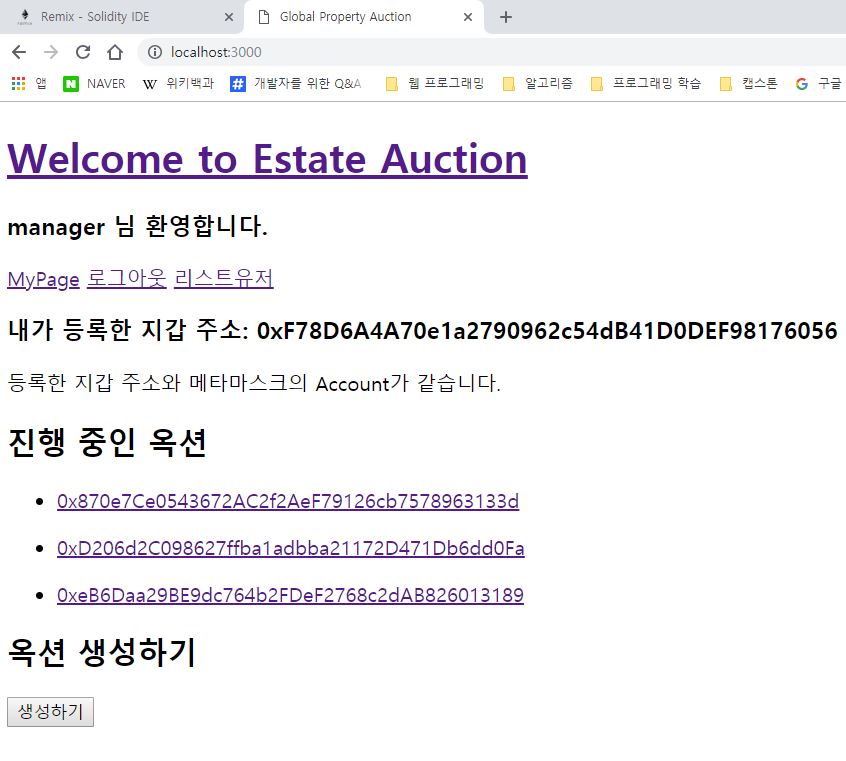 Remix - Solidity IDE
Global Property Auction
localhost:3000
앱 NAVER 위키백과 개발자를 위한 Q&A 웹 프로그래밍 알고리즘 프로그래밍 학습 캡스톤 구글
Welcome to Estate Auction
manager 님 환영합니다.
MyPage 로그아웃 리스트유저
내가 등록한 지갑 주소: 0xF78D6A4A70e1a2790962c54dB41D0DEF98176056
등록한 지갑 주소와 메타마스크의 Account가 같습니다.
진행 중인 옥션
0x870e7Ce0543672AC2f2AeF79126cb7578963133d
0xD206d2C098627ffba1adbba21172D471Db6dd0Fa
0xeB6Daa29BE9dc764b2FDeF2768c2dAB826013189
옥션 생성하기
생성하기